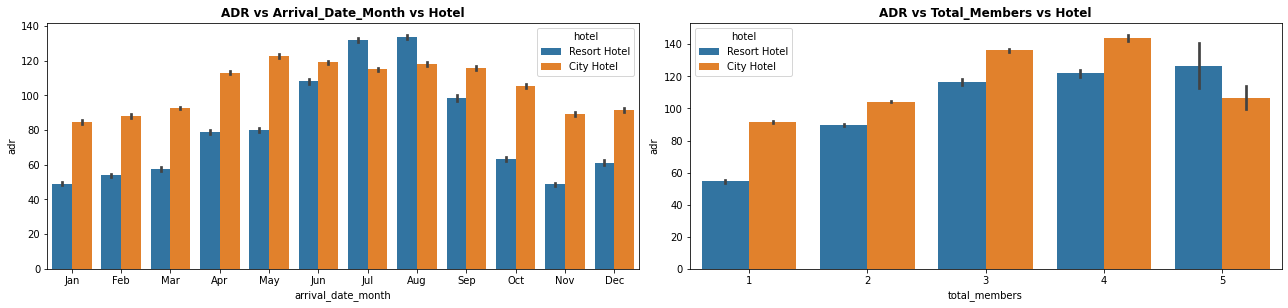 ADR vs Arrival_Date_Month vs Hotel
hotel
Resort Hotel
City Hotel
adr
140
120
100
80
60
40
20
0
Jan Feb Mar Apr May Jun Jul Aug Sep Oct Nov Dec
arrival_date_month
ADR vs Total_Members vs Hotel
hotel
Resort Hotel
City Hotel
adr
140
120
100
80
60
40
20
0
1 2 3 4 5
total_members